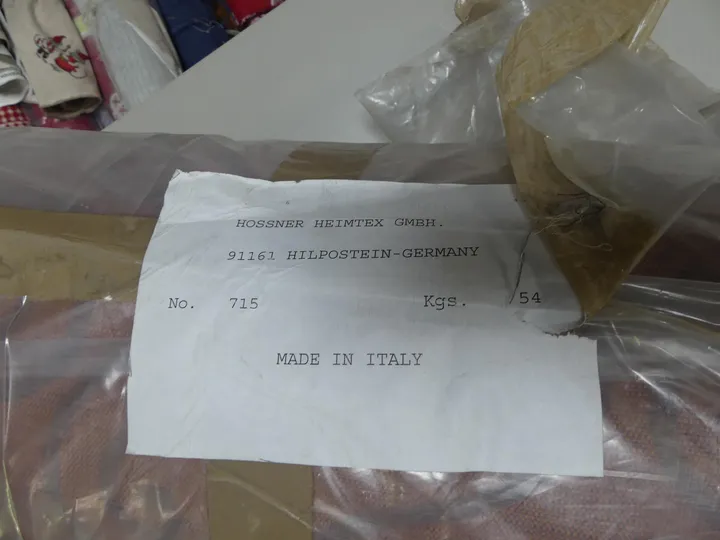 HOSSNER HEIMTEX GMBH.
91161 HILPOSTEIN-GERMANY
No. 715 Kgs. 54
MADE IN ITALY